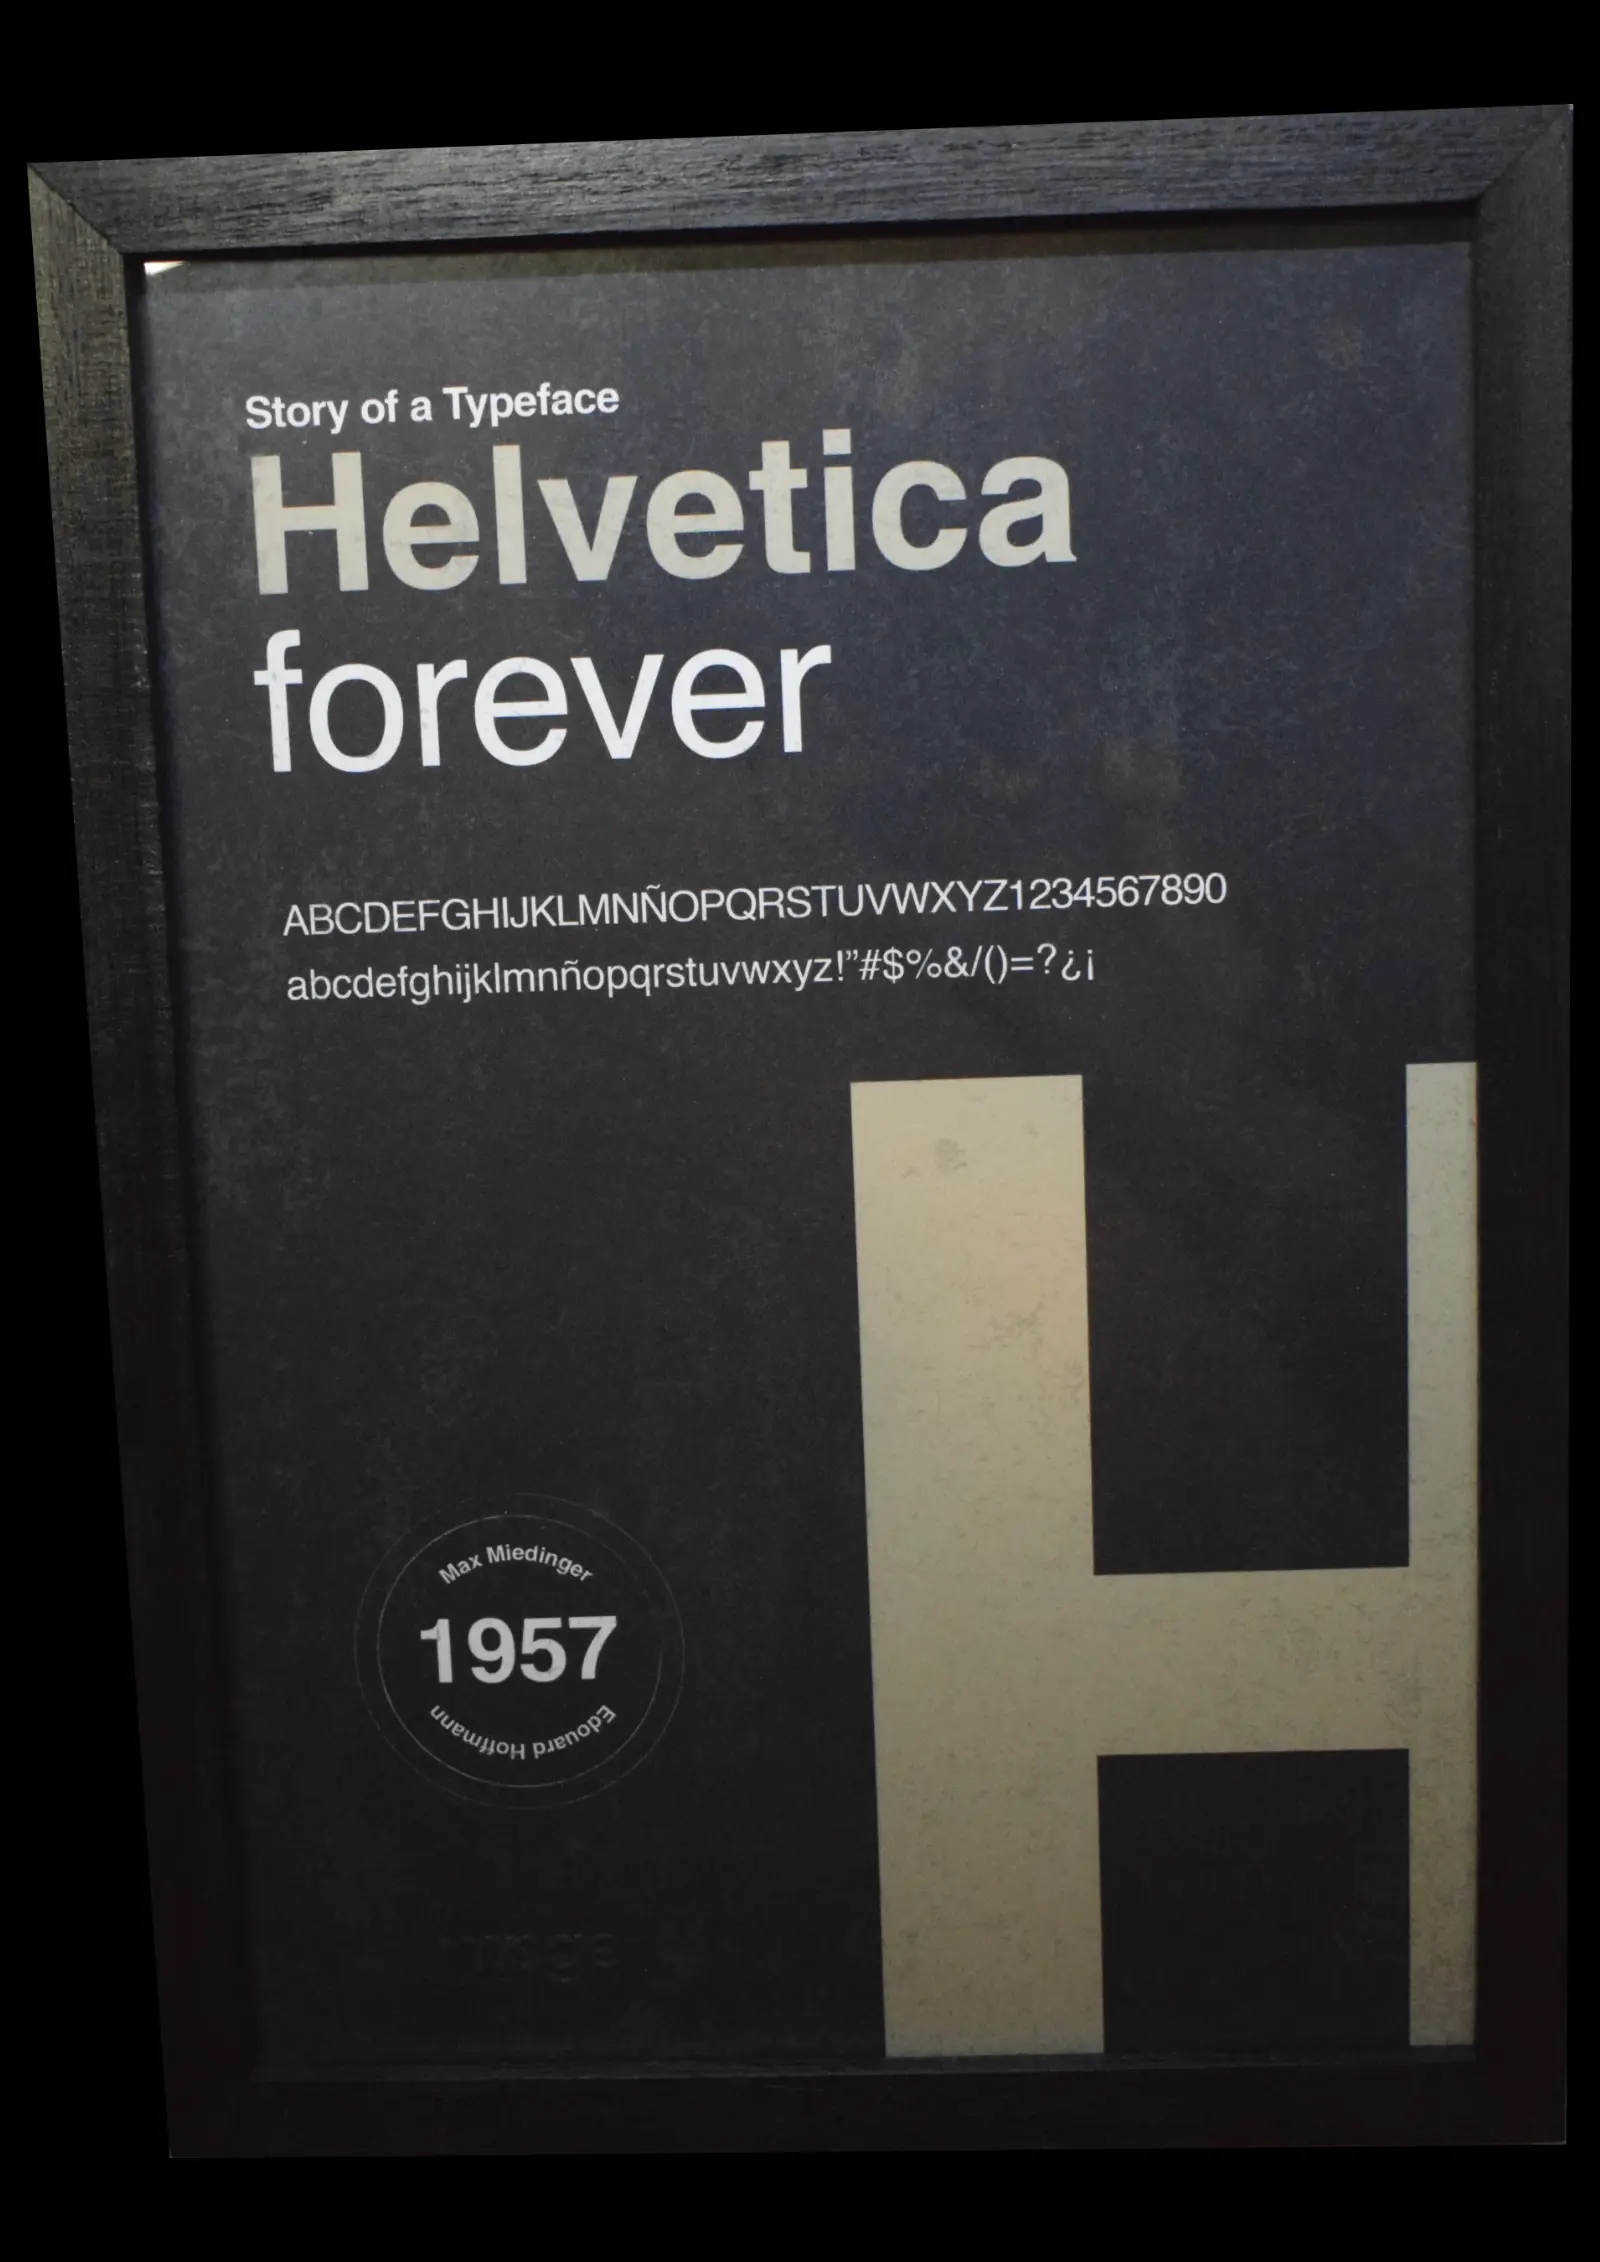 Story of a Typeface
Helvetica
forever
ABCDEFGHIJKLMNÑOPQRSTUVWXYZ1234567890
abcdefghijklmnñopqrstuvwxyz!”#$%&/()=?¿¡
H
Max Miedinger
1957
Edouard Hoffmann